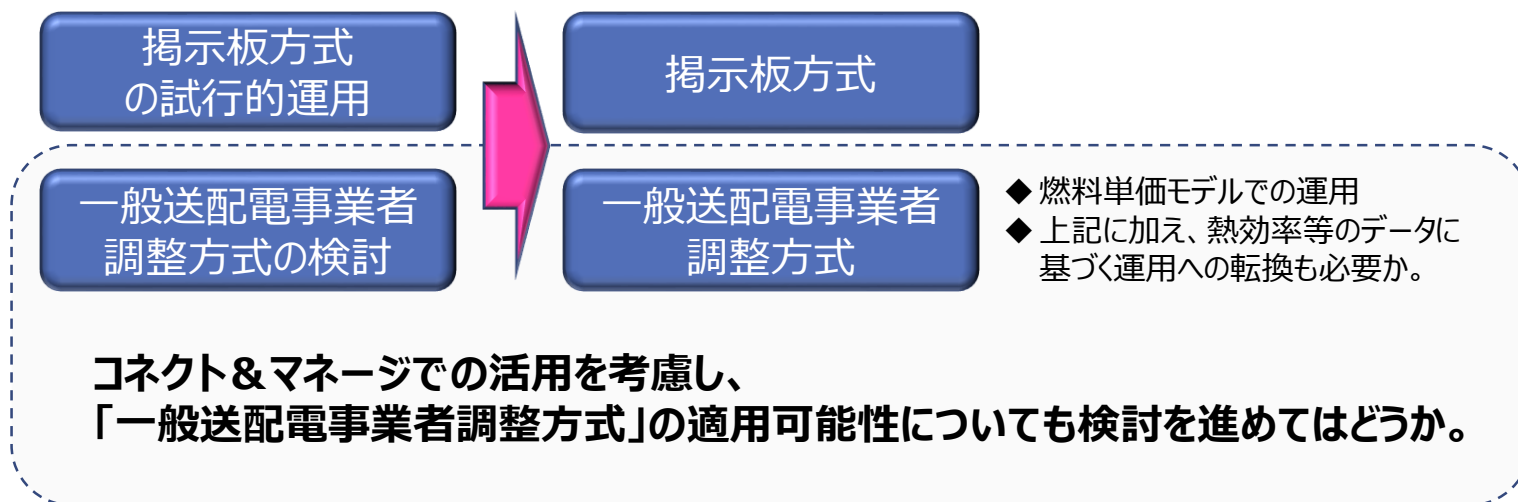 掲示板方式
の試行的運用
掲示板方式
一般送配電事業者
調整方式の検討
一般送配電事業者
調整方式
◆ 燃料単価モデルでの運用
◆ 上記に加え、熱効率等のデータに
基づく運用への転換も必要か。
コネクト&マネージでの活用を考慮し、
「一般送配電事業者調整方式」の適用可能性についても検討を進めてはどうか。